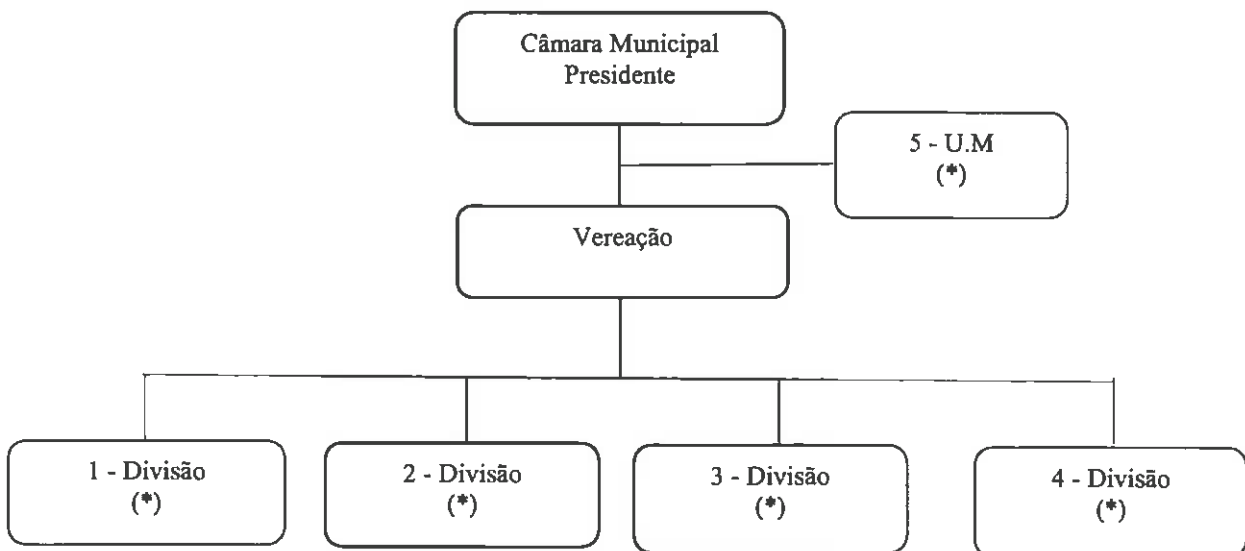 Câmara Municipal
Presidente
5 - U.M
(*)
Vereação
1 - Divisão
(*)
2 - Divisão
(*)
3 - Divisão
(*)
4 - Divisão
(*)